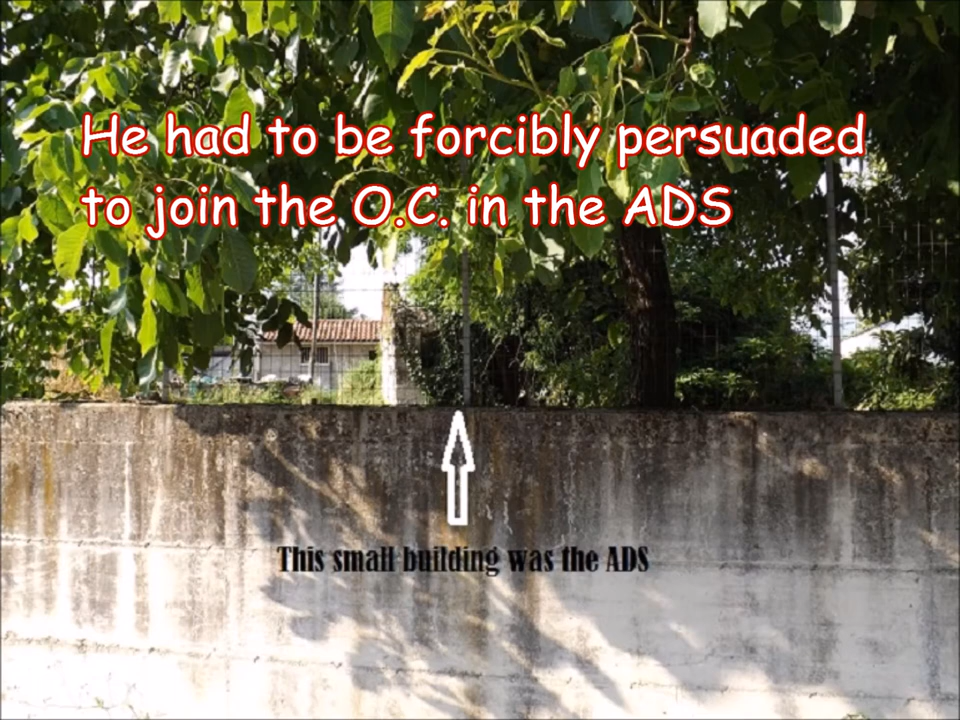 He had to be forcibly persuaded
to join the O.C. in the ADS
This small building was the ADS